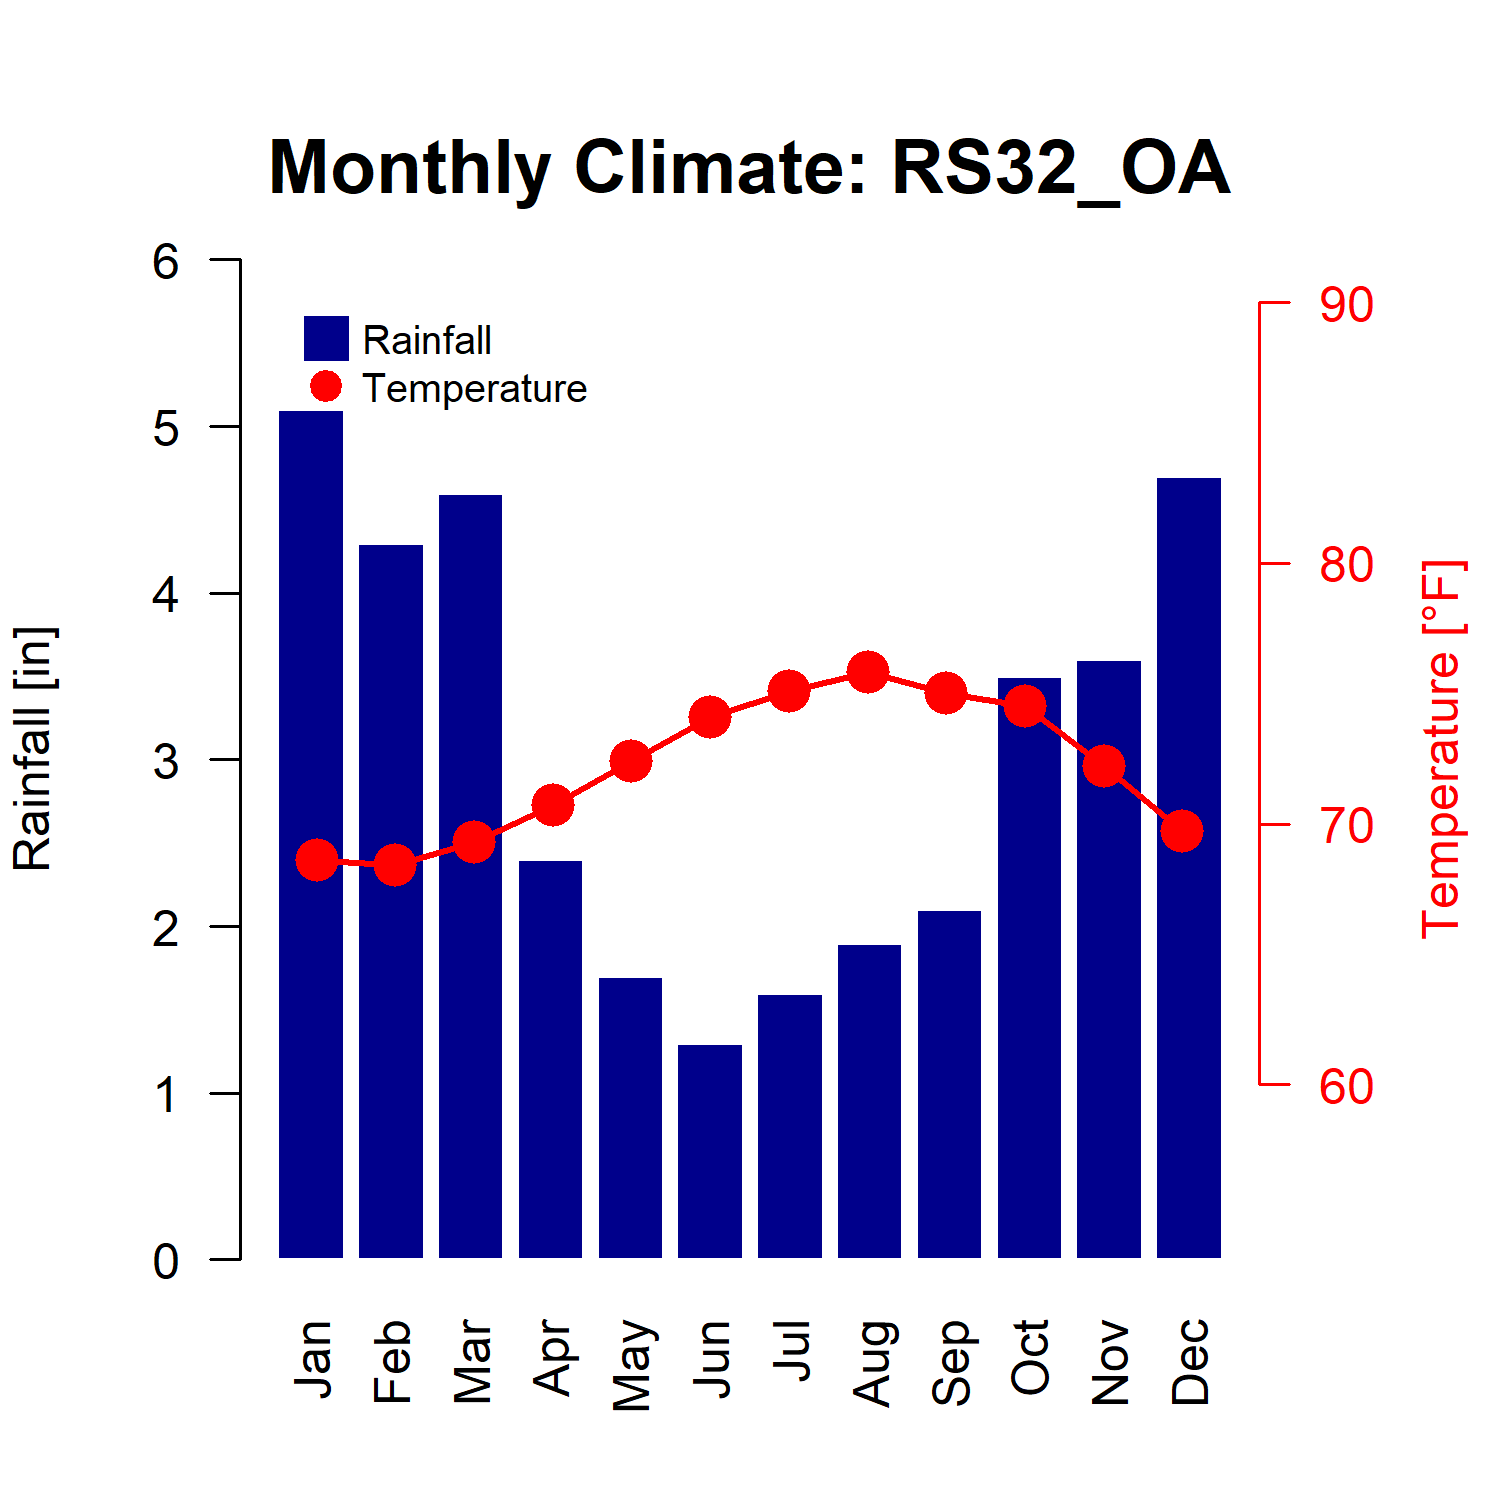 Monthly Climate: RS32_OA
Rainfall
Temperature
6
5
4
3
2
1
0
Rainfall [in]
90
80
70
60
Temperature [°F]
Jan
Feb
Mar
Apr
May
Jun
Jul
Aug
Sep
Oct
Nov
Dec